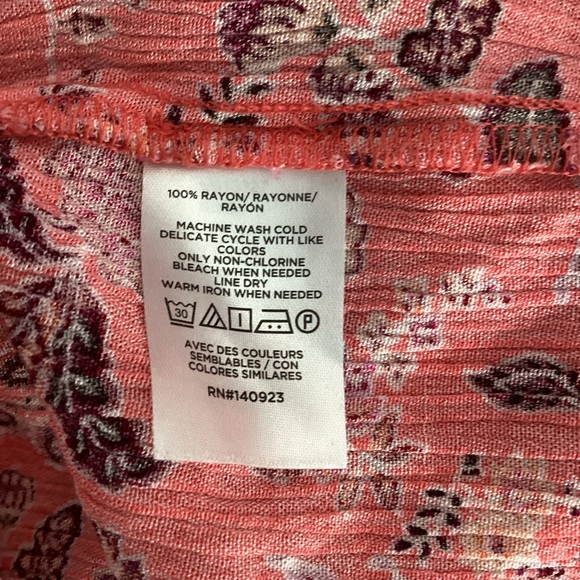 100% RAYON/ RAYONNE/
RAYÓN
MACHINE WASH COLD
DELICATE CYCLE WITH LIKE
COLORS
ONLY NON-CHLORINE
BLEACH WHEN NEEDED
LINE DRY
WARM IRON WHEN NEEDED
30 P
AVEC DES COULEURS
SEMBLABLES / CON
COLORES SIMILARES
RN#140923